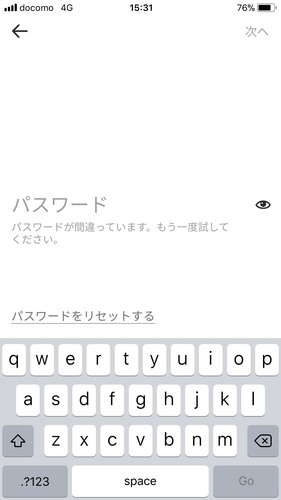 docomo 4G 15:31 76%
次へ
パスワード
パスワードが間違っています。もう一度試して
ください。
パスワードをリセットする
q w e r t y u i o p
a s d f g h j k l
z x c v b n m
.?123 space Go